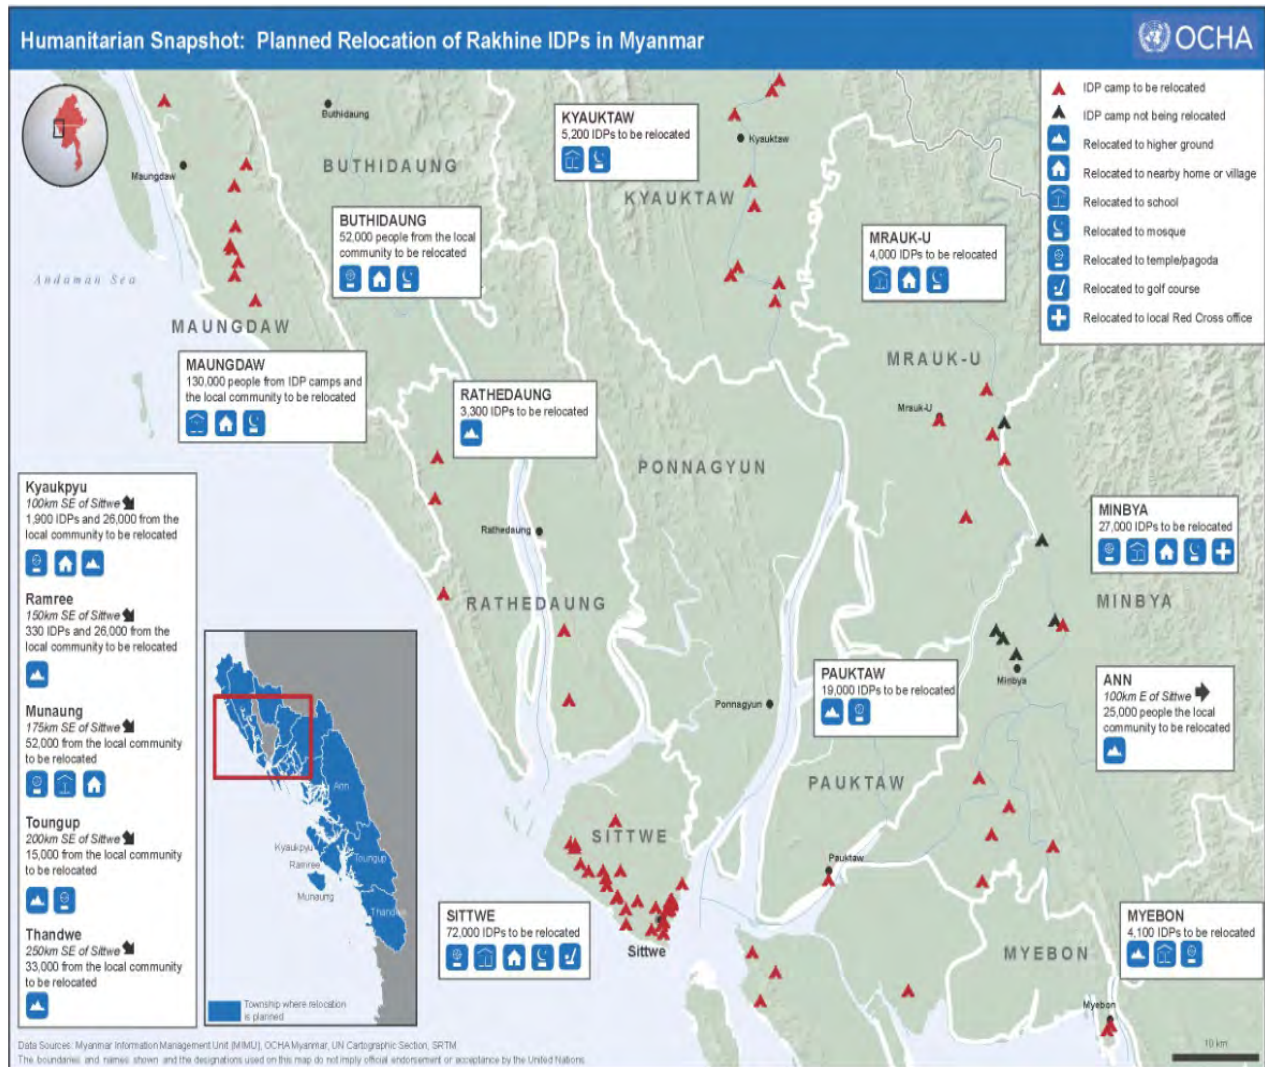 Humanitarian Snapshot: Planned Relocation of Rakhine IDPs in Myanmar
OCHA
IDP camp to be relocated
IDP camp not being relocated
Relocated to higher ground
Relocated to nearby home or village
Relocated to school
Relocated to mosque
Relocated to temple/pagoda
Relocated to golf course
Relocated to local Red Cross office
Buthidaung
Maungdaw
BUTHIDAUNG
BUTHIDAUNG
52,000 people from the local
community to be relocated
KYAUKTAW
5,200 IDPs to be relocated
Kyauktaw
KYAUKTAW
MRAUK-U
4,000 IDPs to be relocated
Andaman Sea
MAUNGDAW
MAUNGDAW
130,000 people from IDP camps and
the local community to be relocated
RATHEDAUNG
3,300 IDPs to be relocated
MRAUK-U
Mrauk-U
PONNAGYUN
Rathedaung
RATHEDAUNG
MINBYA
27,000 IDPs to be relocated
MINBYA
Minbya
Kyaukpyu
100km SE of Sittwe
1,900 IDPs and 26,000 from the
local community to be relocated
Ramree
150km SE of Sittwe
330 IDPs and 26,000 from the
local community to be relocated
Munaung
175km SE of Sittwe
52,000 from the local community
to be relocated
Toungup
200km SE of Sittwe
15,000 from the local community
to be relocated
Thandwe
250km SE of Sittwe
33,000 from the local community
to be relocated
Ann
Kyaukpyu
Ramree
Toungup
Munaung
Thandwe
Township where relocation
is planned
PAUKTAW
19,000 IDPs to be relocated
Ponnagyun
ANN
100km E of Sittwe
25,000 people the local
community to be relocated
PAUKTAW
Pauktaw
SITTWE
SITTWE
72,000 IDPs to be relocated
Sittwe
MYEBON
4,100 IDPs to be relocated
MYEBON
Myebon
10 km
Data Sources: Myanmar Information Management Unit (MIMU), OCHA Myanmar, UN Cartographic Section, SRTM
The boundaries and names shown and the designations used on this map do not imply official endorsement or acceptance by the United Nations.